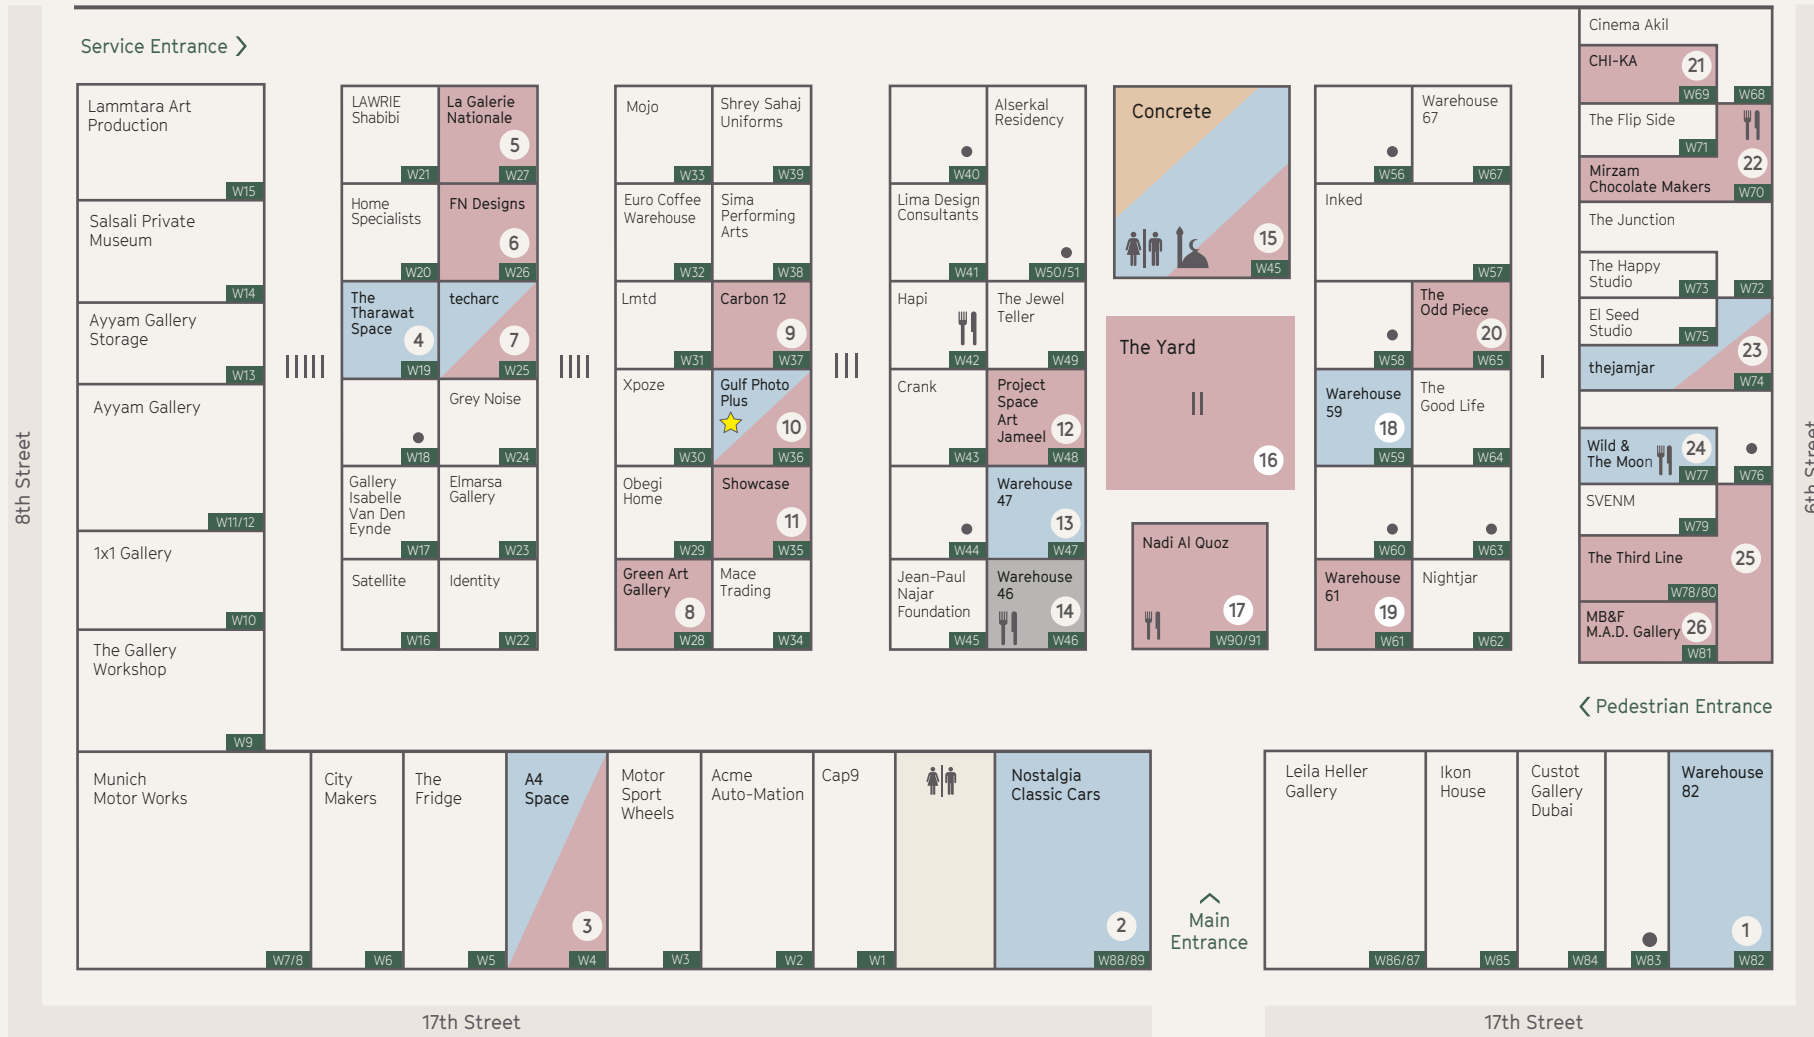 Service Entrance
Lammtara Art
Production
W15
Salsali Private
Museum
W14
Ayyam Gallery
Storage
W13
Ayyam Gallery
W11/12
1x1 Gallery
W10
The Gallery
Workshop
W9
LAWRIE
Shabibi
W21
La Galerie
Nationale
5
W27
Home
Specialists
W20
FN Designs
6
W26
The
Tharawat
Space
4
W19
techarc
7
W25
W18
Grey Noise
W24
Gallery
Isabelle
Van Den
Eynde
W17
Elmarsa
Gallery
W23
Satellite
W16
Identity
W22
Mojo
W33
Shrey Sahaj
Uniforms
W39
Euro Coffee
Warehouse
W32
Sima
Performing
Arts
W38
Lmtd
W31
Carbon 12
9
W37
Xpoze
W30
Gulf Photo
Plus
10
W36
Obegi
Home
W29
Showcase
11
W35
Green Art
Gallery
8
W28
Mace
Trading
W34
W40
Alserkal
Residency
W50/51
Lima Design
Consultants
W41
Hapi
W42
The Jewel
Teller
W49
Crank
W43
Project
Space
Art
Jameel
12
W48
W44
Warehouse
47
13
W47
Jean-Paul
Najar
Foundation
W45
Warehouse
46
14
W46
Concrete
15
W45
The Yard
16
Nadi Al Quoz
17
W90/91
W56
Warehouse
67
W67
Inked
W57
W58
The
Odd Piece
20
W65
Warehouse
59
18
W59
The
Good Life
W64
W60
W63
Warehouse
61
19
W61
Nightjar
W62
Cinema Akil
W68
CHI-KA
21
W69
The Flip Side
W71
Mirzam
Chocolate Makers
22
W70
The Junction
W72
The Happy
Studio
W73
El Seed
Studio
W75
thejamjar
23
W74
Wild &
The Moon
24
W77
W76
SVENM
W79
The Third Line
25
W78/80
MB&F
M.A.D. Gallery
26
W81
Pedestrian Entrance
Munich
Motor Works
W7/8
City
Makers
W6
The
Fridge
W5
A4
Space
3
W4
Motor
Sport
Wheels
W3
Acme
Auto-Mation
W2
Cap9
W1
Nostalgia
Classic Cars
2
W88/89
Main
Entrance
Leila Heller
Gallery
W86/87
Ikon
House
W85
Custot
Gallery
Dubai
W84
W83
Warehouse
82
1
W82
8th Street
6th Street
17th Street
17th Street